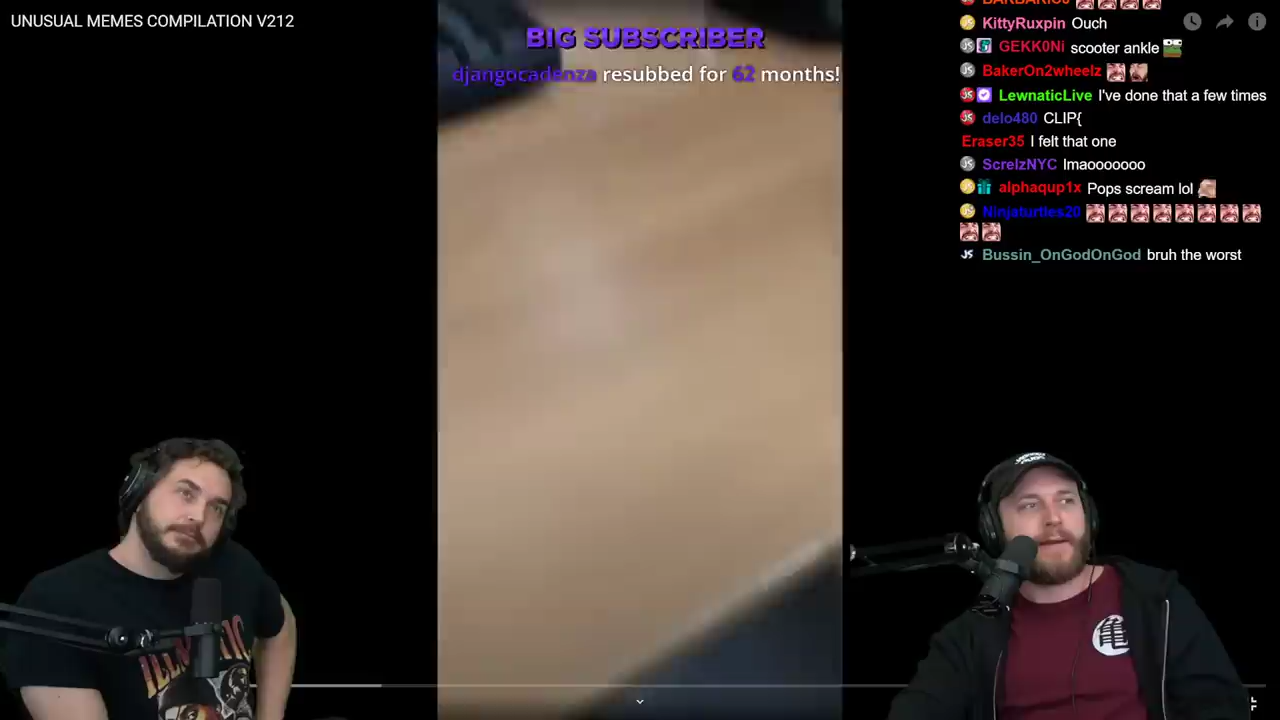 UNUSUAL MEMES COMPILATION V212
BIG SUBSCRIBER
djangocadenza resubbed for 62 months!
KittyRuxpin Ouch
GEKK0Ni scooter ankle
BakerOn2wheelz
LewnaticLive I've done that a few times
delo480 CLIP{
Eraser35 I felt that one
ScrelzNYC lmaooooooo
alphaqup1x Pops scream lol
Ninjaturtles20
Bussin_OnGodOnGod bruh the worst